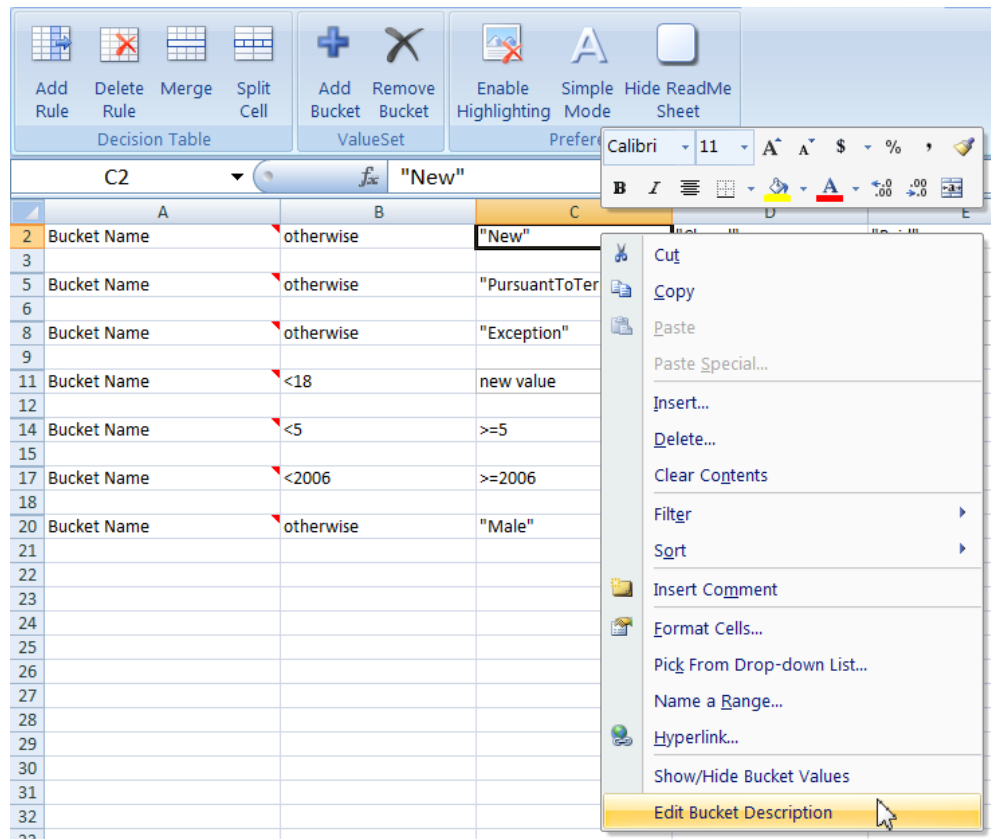 Add Rule Delete Rule Merge Split Cell Add Bucket Remove Bucket Enable Highlighting Simple Mode Hide ReadMe Sheet
Decision Table ValueSet
Calibri 11 A A $ % ,
B I A .00 .0
C2 fx "New"
A B C D E
2 Bucket Name otherwise "New"
3
5 Bucket Name otherwise "PursuantToTer
6
8 Bucket Name otherwise "Exception"
9
11 Bucket Name <18 new value
12
14 Bucket Name <5 >=5
15
17 Bucket Name <2006 >=2006
18
20 Bucket Name otherwise "Male"
21
22
23
24
25
26
27
28
29
30
31
32
Cut
Copy
Paste
Paste Special...
Insert...
Delete...
Clear Contents
Filter
Sort
Insert Comment
Format Cells...
Pick From Drop-down List...
Name a Range...
Hyperlink...
Show/Hide Bucket Values
Edit Bucket Description